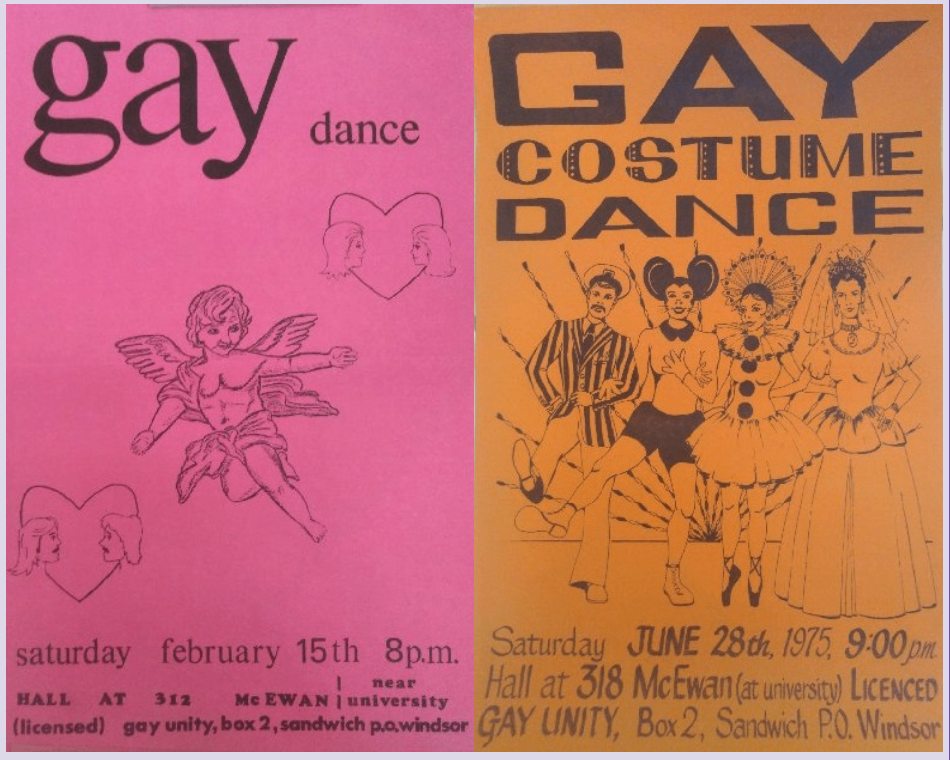 gay
dance
saturday february 15th 8p.m.
HALL AT 312 McEWAN | near university
(licensed) gay unity, box 2, sandwich p.o. windsor
GAY
COSTUME
DANCE
Saturday JUNE 28th, 1975, 9:00 pm.
Hall at 318 McEwan (at university) LICENCED
GAY UNITY, Box 2, Sandwich P.O. Windsor